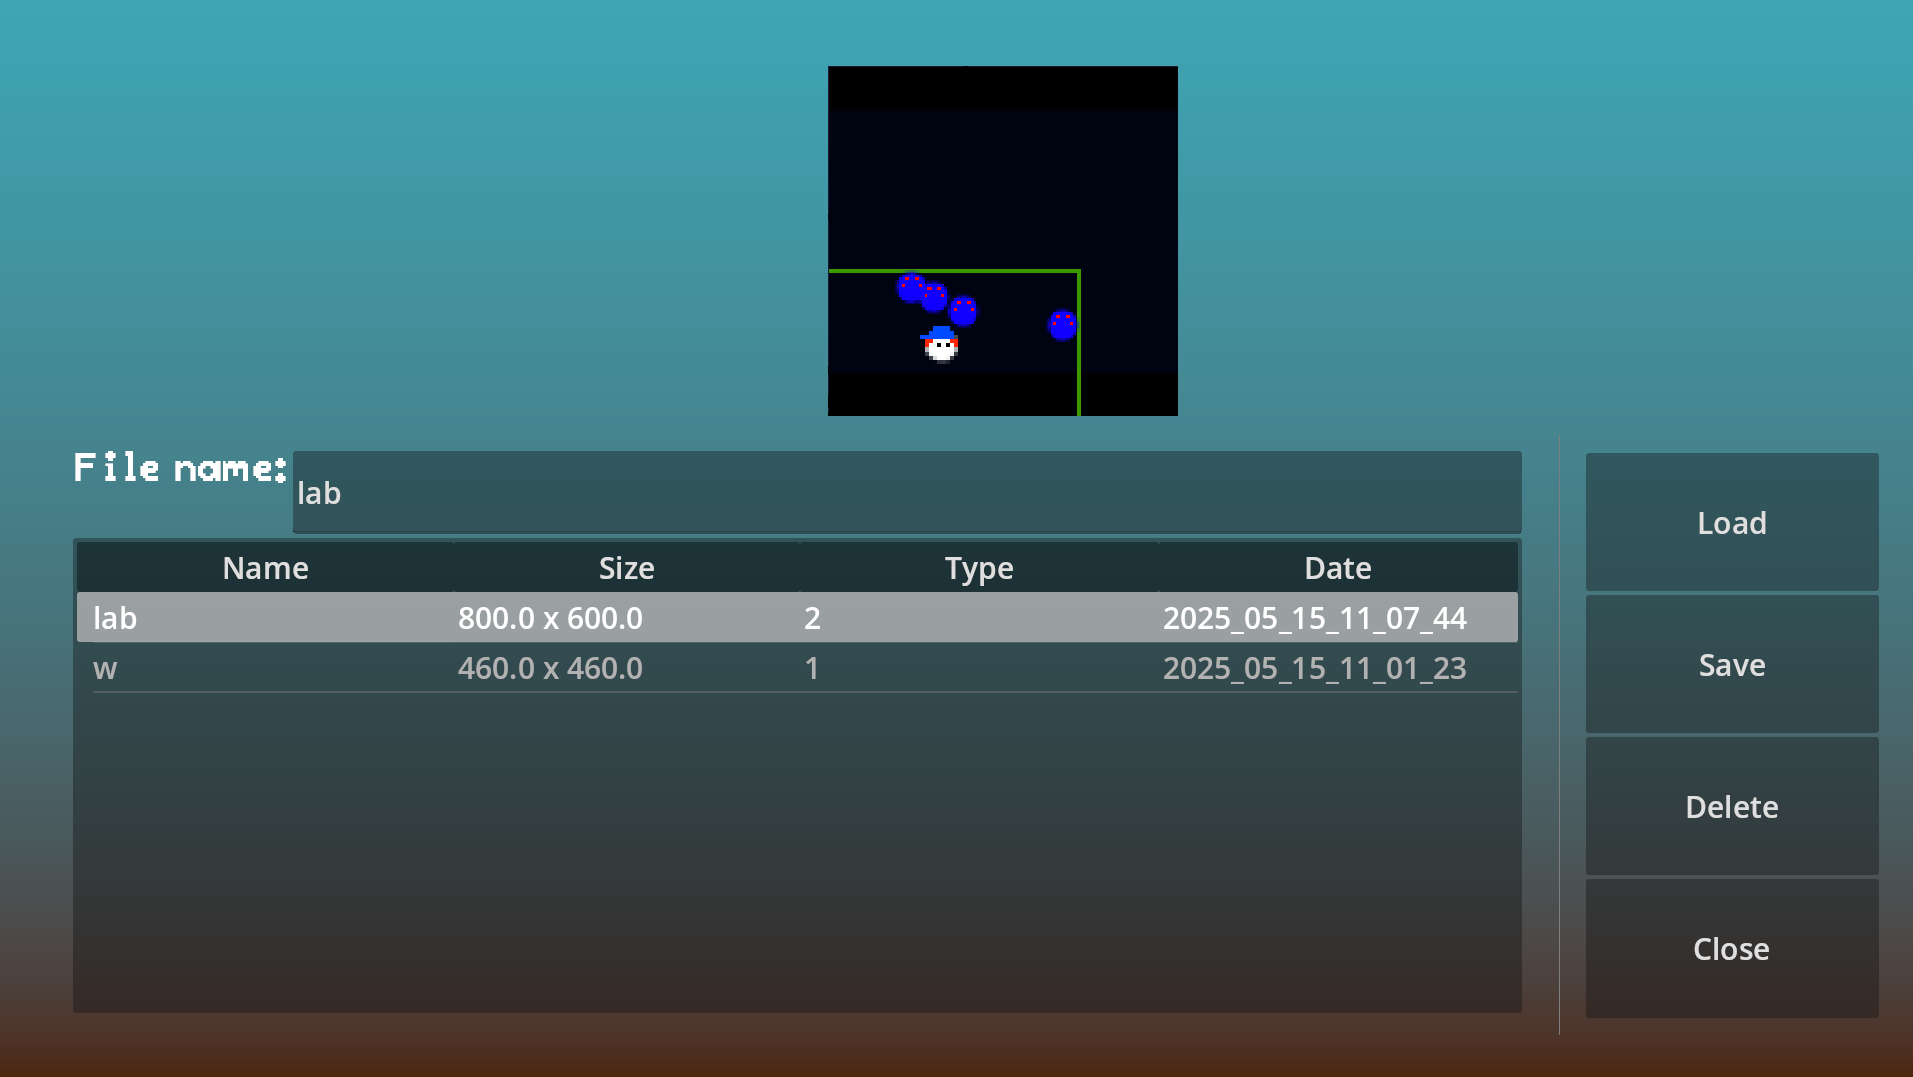 File name:
lab
Name Size Type Date
lab 800.0 x 600.0 2 2025_05_15_11_07_44
w 460.0 x 460.0 1 2025_05_15_11_01_23
Load
Save
Delete
Close